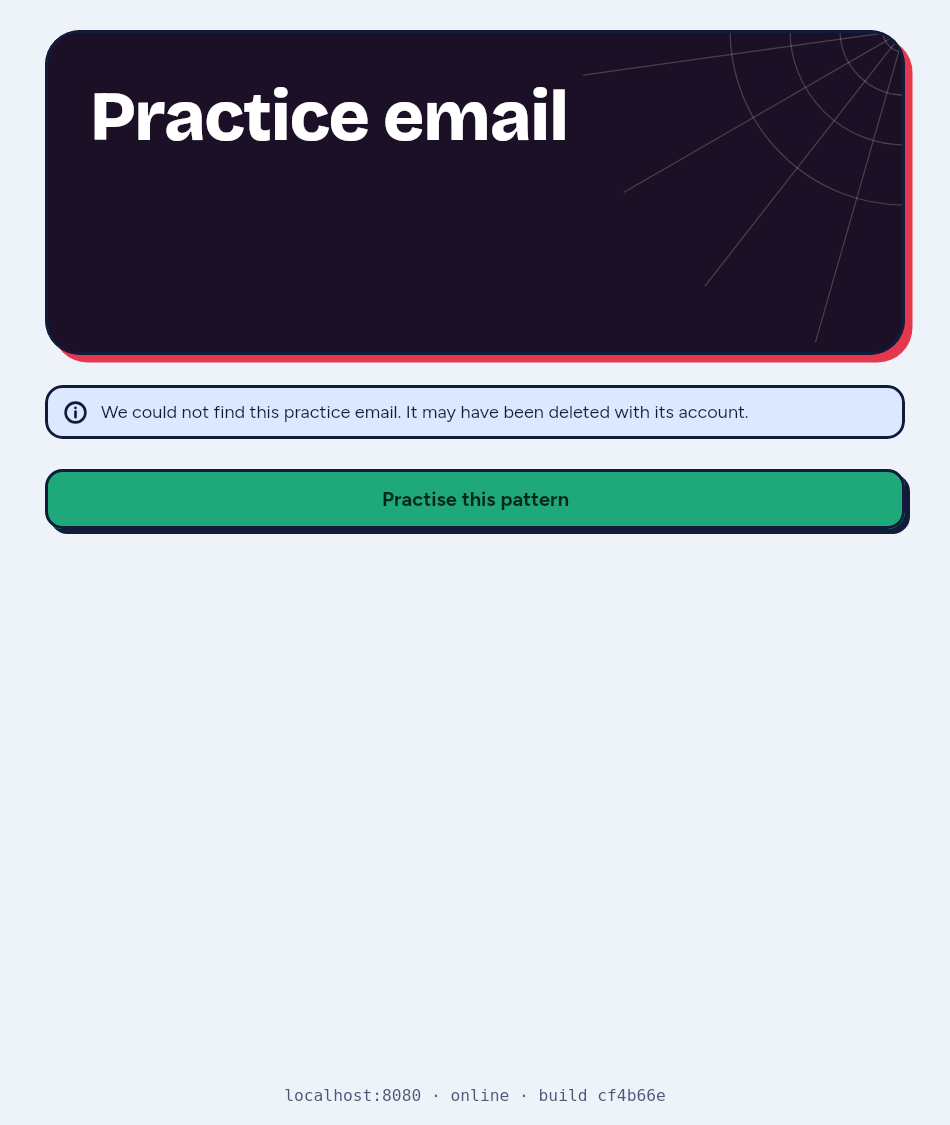 Practice email
We could not find this practice email. It may have been deleted with its account.
Practise this pattern
localhost:8080 · online · build cf4b66e